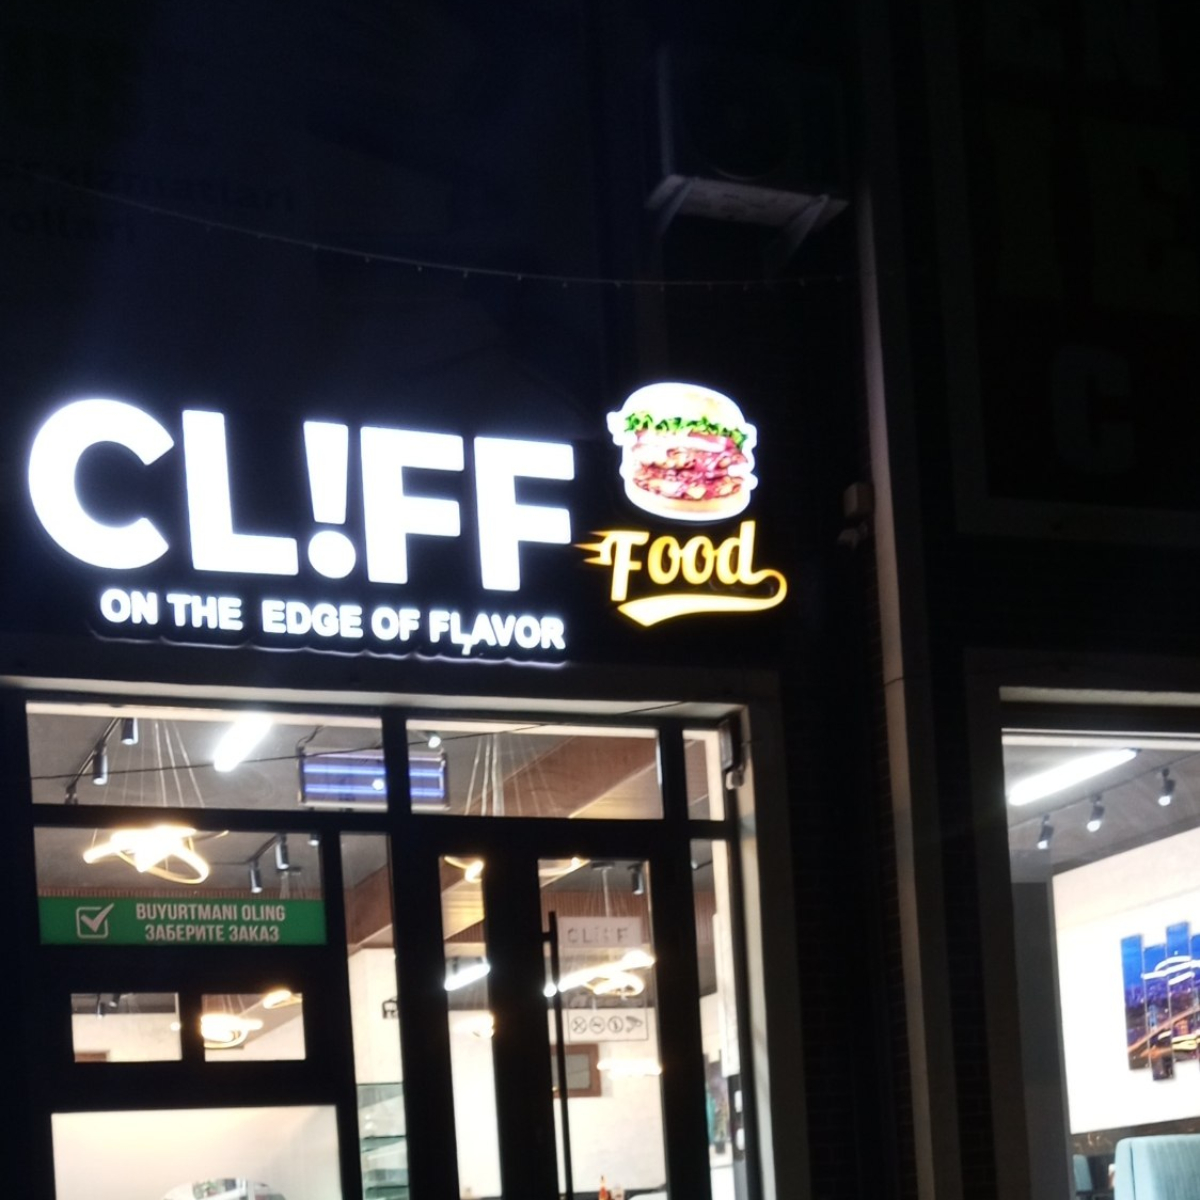 CL!FF
Food
ON THE EDGE OF FLAVOR
BUYURTMANI OLING
ЗАБЕРИТЕ ЗАКАЗ
CL!FF